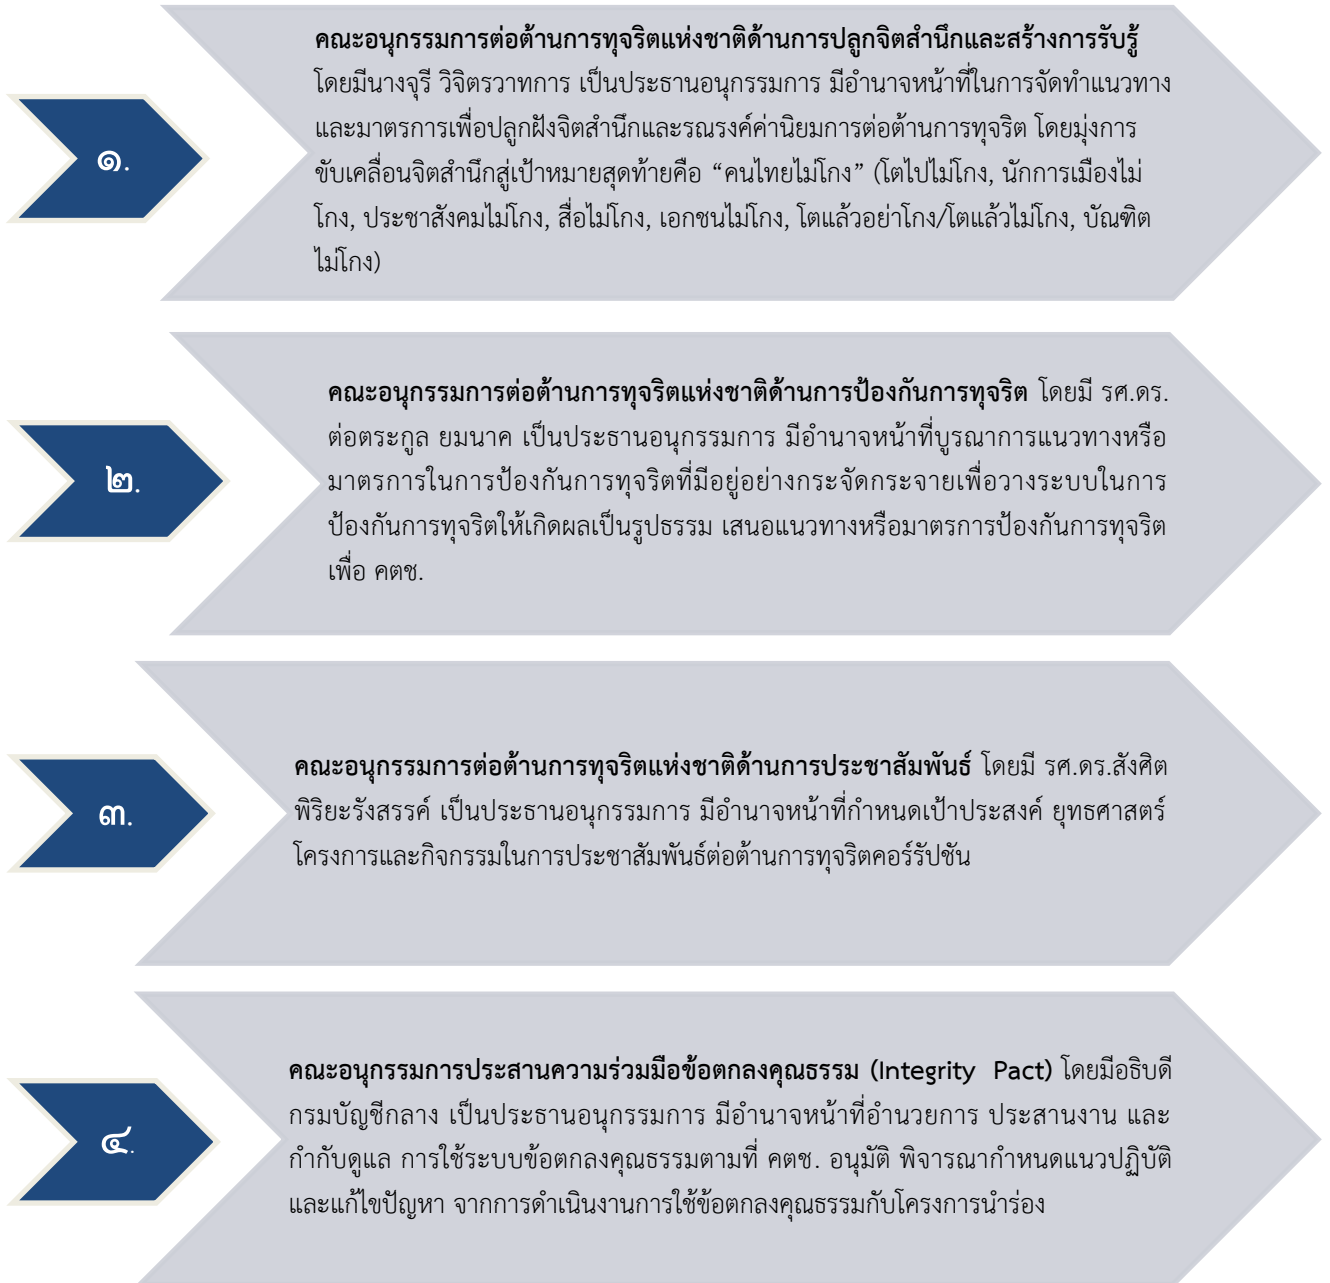 ๑.
คณะอนุกรรมการต่อต้านการทุจริตแห่งชาติด้านการปลูกจิตสำนึกและสร้างการรับรู้
โดยมีนางจุรี วิจิตรวาทการ เป็นประธานอนุกรรมการ มีอำนาจหน้าที่ในการจัดทำแนวทาง
และมาตรการเพื่อปลูกฝังจิตสำนึกและรณรงค์ค่านิยมการต่อต้านการทุจริต โดยมุ่งการ
ขับเคลื่อนจิตสำนึกสู่เป้าหมายสุดท้ายคือ “คนไทยไม่โกง” (โตไปไม่โกง, นักการเมืองไม่
โกง, ประชาสังคมไม่โกง, สื่อไม่โกง, เอกชนไม่โกง, โตแล้วอย่าโกง/โตแล้วไม่โกง, บัณฑิต
ไม่โกง)
๒.
คณะอนุกรรมการต่อต้านการทุจริตแห่งชาติด้านการป้องกันการทุจริต โดยมี รศ.ดร.
ต่อตระกูล ยมนาค เป็นประธานอนุกรรมการ มีอำนาจหน้าที่บูรณาการแนวทางหรือ
มาตรการในการป้องกันการทุจริตที่มีอยู่อย่างกระจัดกระจายเพื่อวางระบบในการ
ป้องกันการทุจริตให้เกิดผลเป็นรูปธรรม เสนอแนวทางหรือมาตรการป้องกันการทุจริต
เพื่อ คตช.
๓.
คณะอนุกรรมการต่อต้านการทุจริตแห่งชาติด้านการประชาสัมพันธ์ โดยมี รศ.ดร.สังศิต
พิริยะรังสรรค์ เป็นประธานอนุกรรมการ มีอำนาจหน้าที่กำหนดเป้าประสงค์ ยุทธศาสตร์
โครงการและกิจกรรมในการประชาสัมพันธ์ต่อต้านการทุจริตคอร์รัปชัน
๔.
คณะอนุกรรมการประสานความร่วมมือข้อตกลงคุณธรรม (Integrity Pact) โดยมีอธิบดี
กรมบัญชีกลาง เป็นประธานอนุกรรมการ มีอำนาจหน้าที่อำนวยการ ประสานงาน และ
กำกับดูแล การใช้ระบบข้อตกลงคุณธรรมตามที่ คตช. อนุมัติ พิจารณากำหนดแนวปฏิบัติ
และแก้ไขปัญหา จากการดำเนินงานการใช้ข้อตกลงคุณธรรมกับโครงการนำร่อง